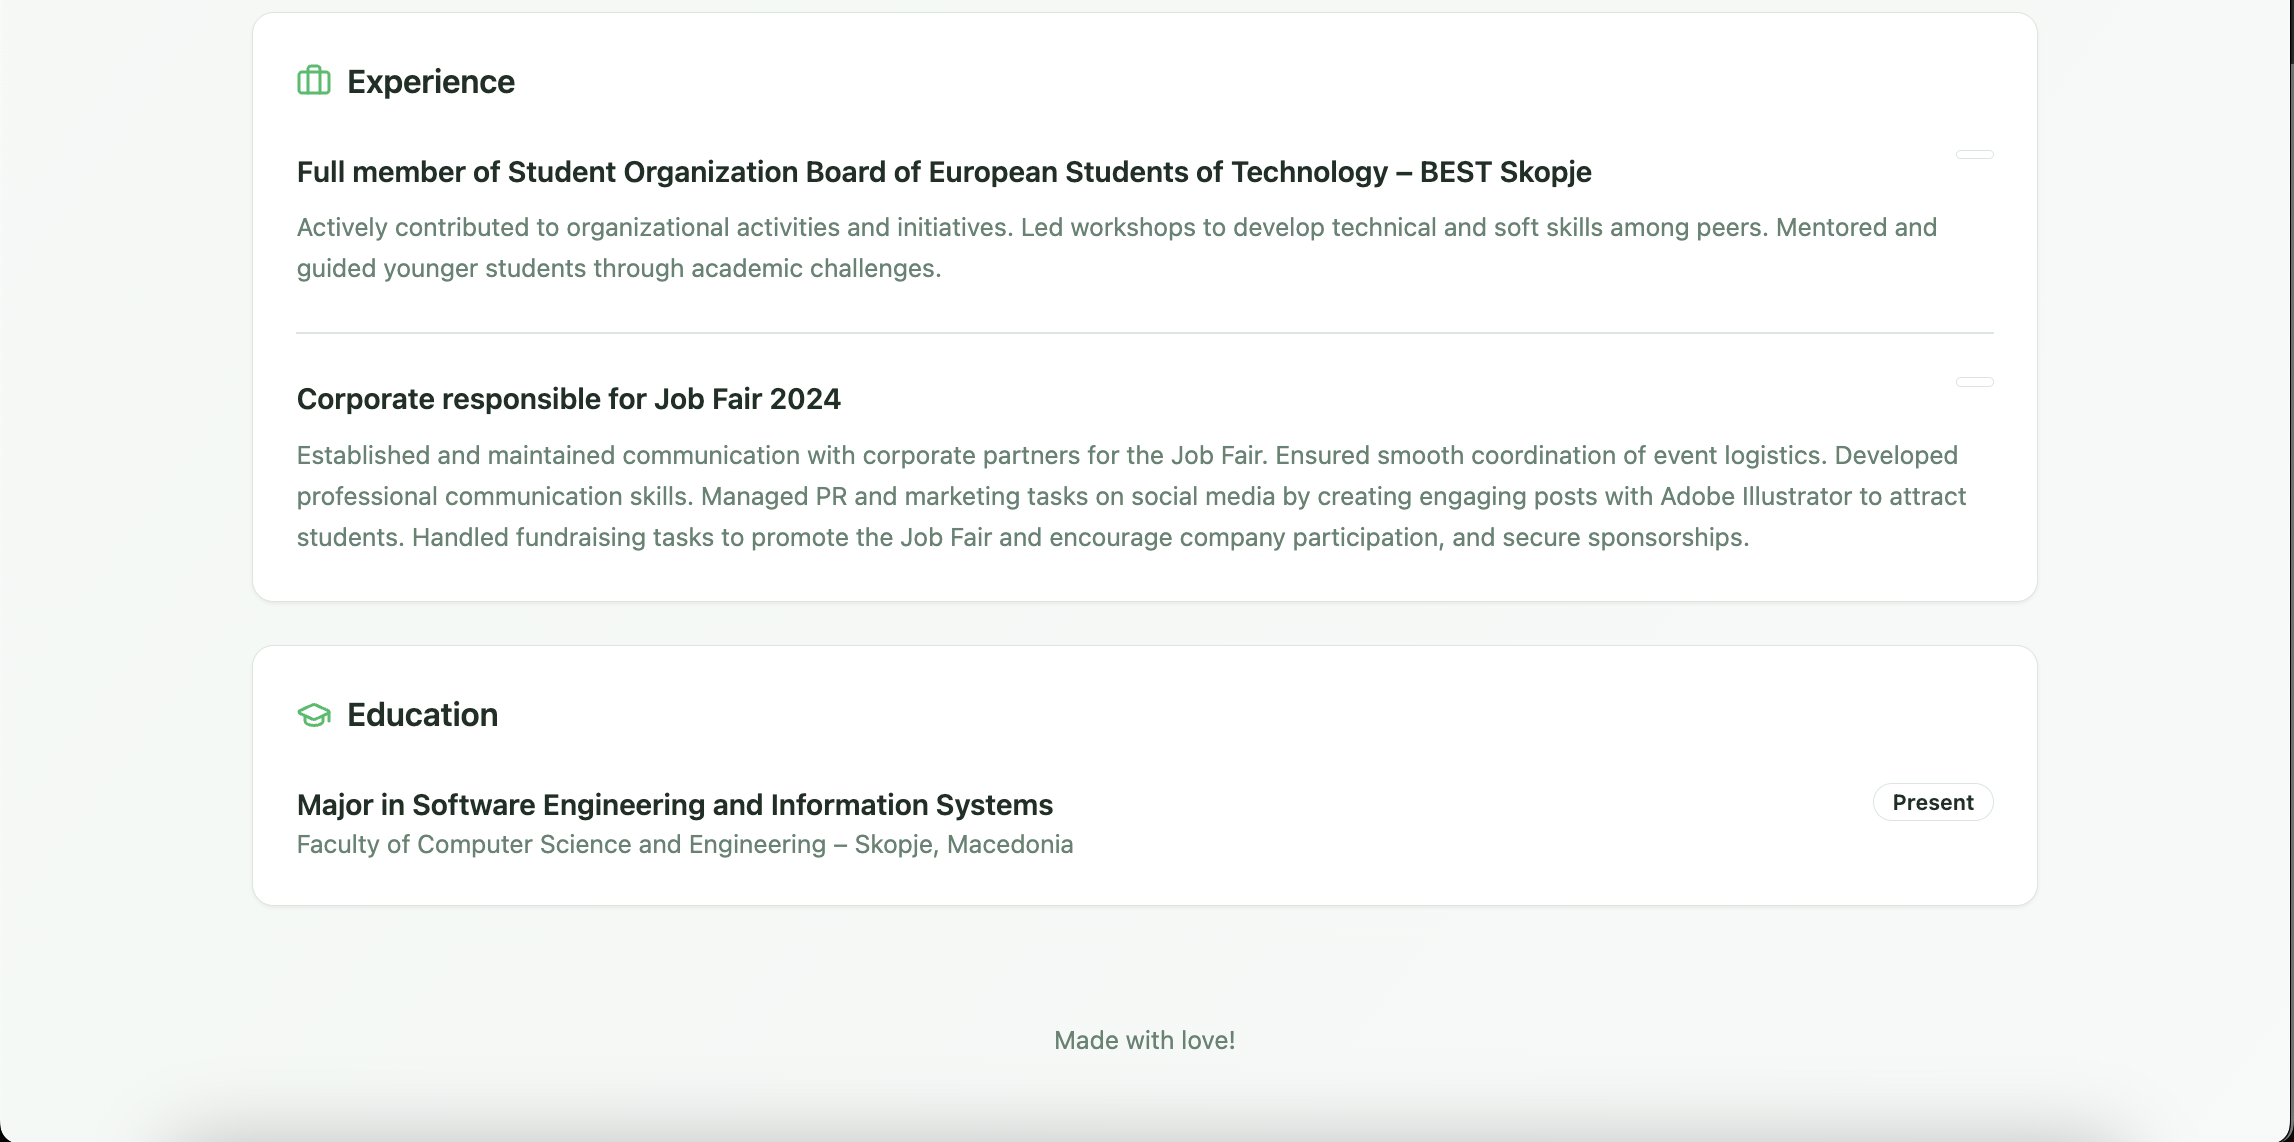 Experience
Full member of Student Organization Board of European Students of Technology – BEST Skopje
Actively contributed to organizational activities and initiatives. Led workshops to develop technical and soft skills among peers. Mentored and
guided younger students through academic challenges.
Corporate responsible for Job Fair 2024
Established and maintained communication with corporate partners for the Job Fair. Ensured smooth coordination of event logistics. Developed
professional communication skills. Managed PR and marketing tasks on social media by creating engaging posts with Adobe Illustrator to attract
students. Handled fundraising tasks to promote the Job Fair and encourage company participation, and secure sponsorships.
Education
Major in Software Engineering and Information Systems
Present
Faculty of Computer Science and Engineering – Skopje, Macedonia
Made with love!